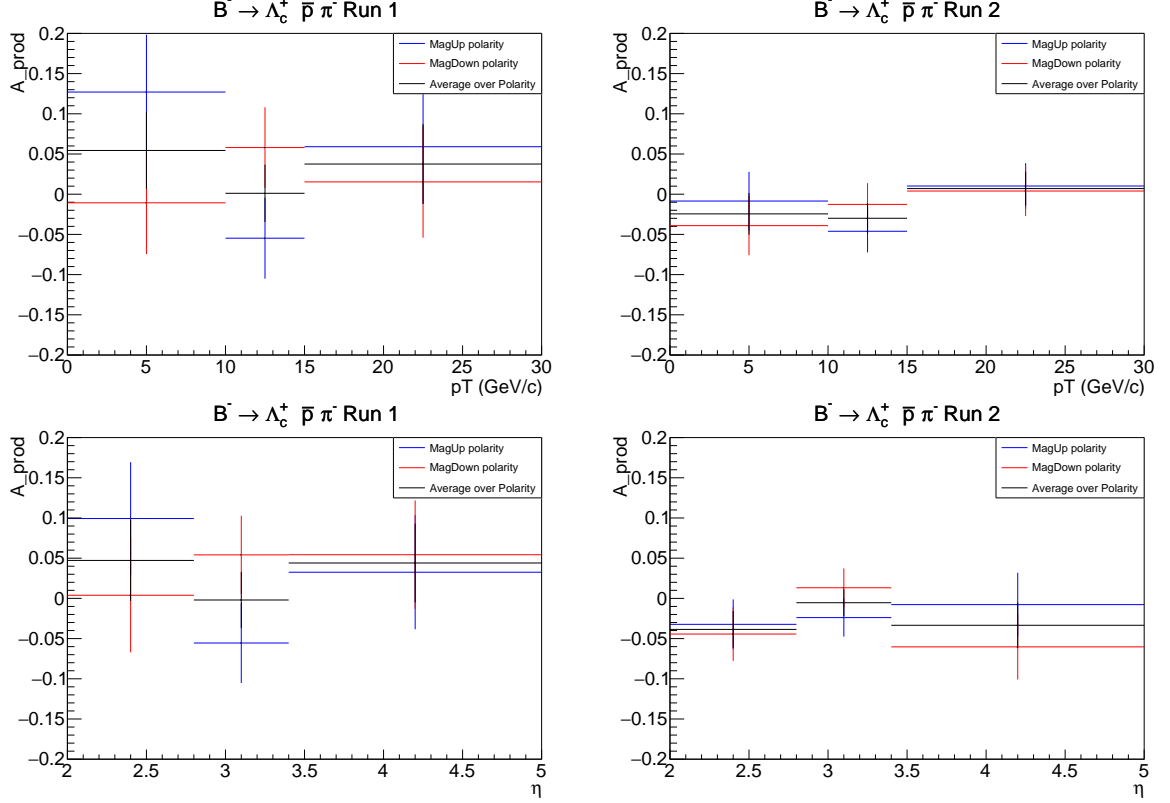 B⁻ → Λ_c⁺ p̄ π⁻ Run 1
A_prod
MagUp polarity
MagDown polarity
Average over Polarity
0.2
0.15
0.1
0.05
0
−0.05
−0.1
−0.15
−0.2
0 5 10 15 20 25 30
pT (GeV/c)
B⁻ → Λ_c⁺ p̄ π⁻ Run 2
A_prod
MagUp polarity
MagDown polarity
Average over Polarity
0.2
0.15
0.1
0.05
0
−0.05
−0.1
−0.15
−0.2
0 5 10 15 20 25 30
pT (GeV/c)
B⁻ → Λ_c⁺ p̄ π⁻ Run 1
A_prod
MagUp polarity
MagDown polarity
Average over Polarity
0.2
0.15
0.1
0.05
0
−0.05
−0.1
−0.15
−0.2
2 2.5 3 3.5 4 4.5 5
η
B⁻ → Λ_c⁺ p̄ π⁻ Run 2
A_prod
MagUp polarity
MagDown polarity
Average over Polarity
0.2
0.15
0.1
0.05
0
−0.05
−0.1
−0.15
−0.2
2 2.5 3 3.5 4 4.5 5
η